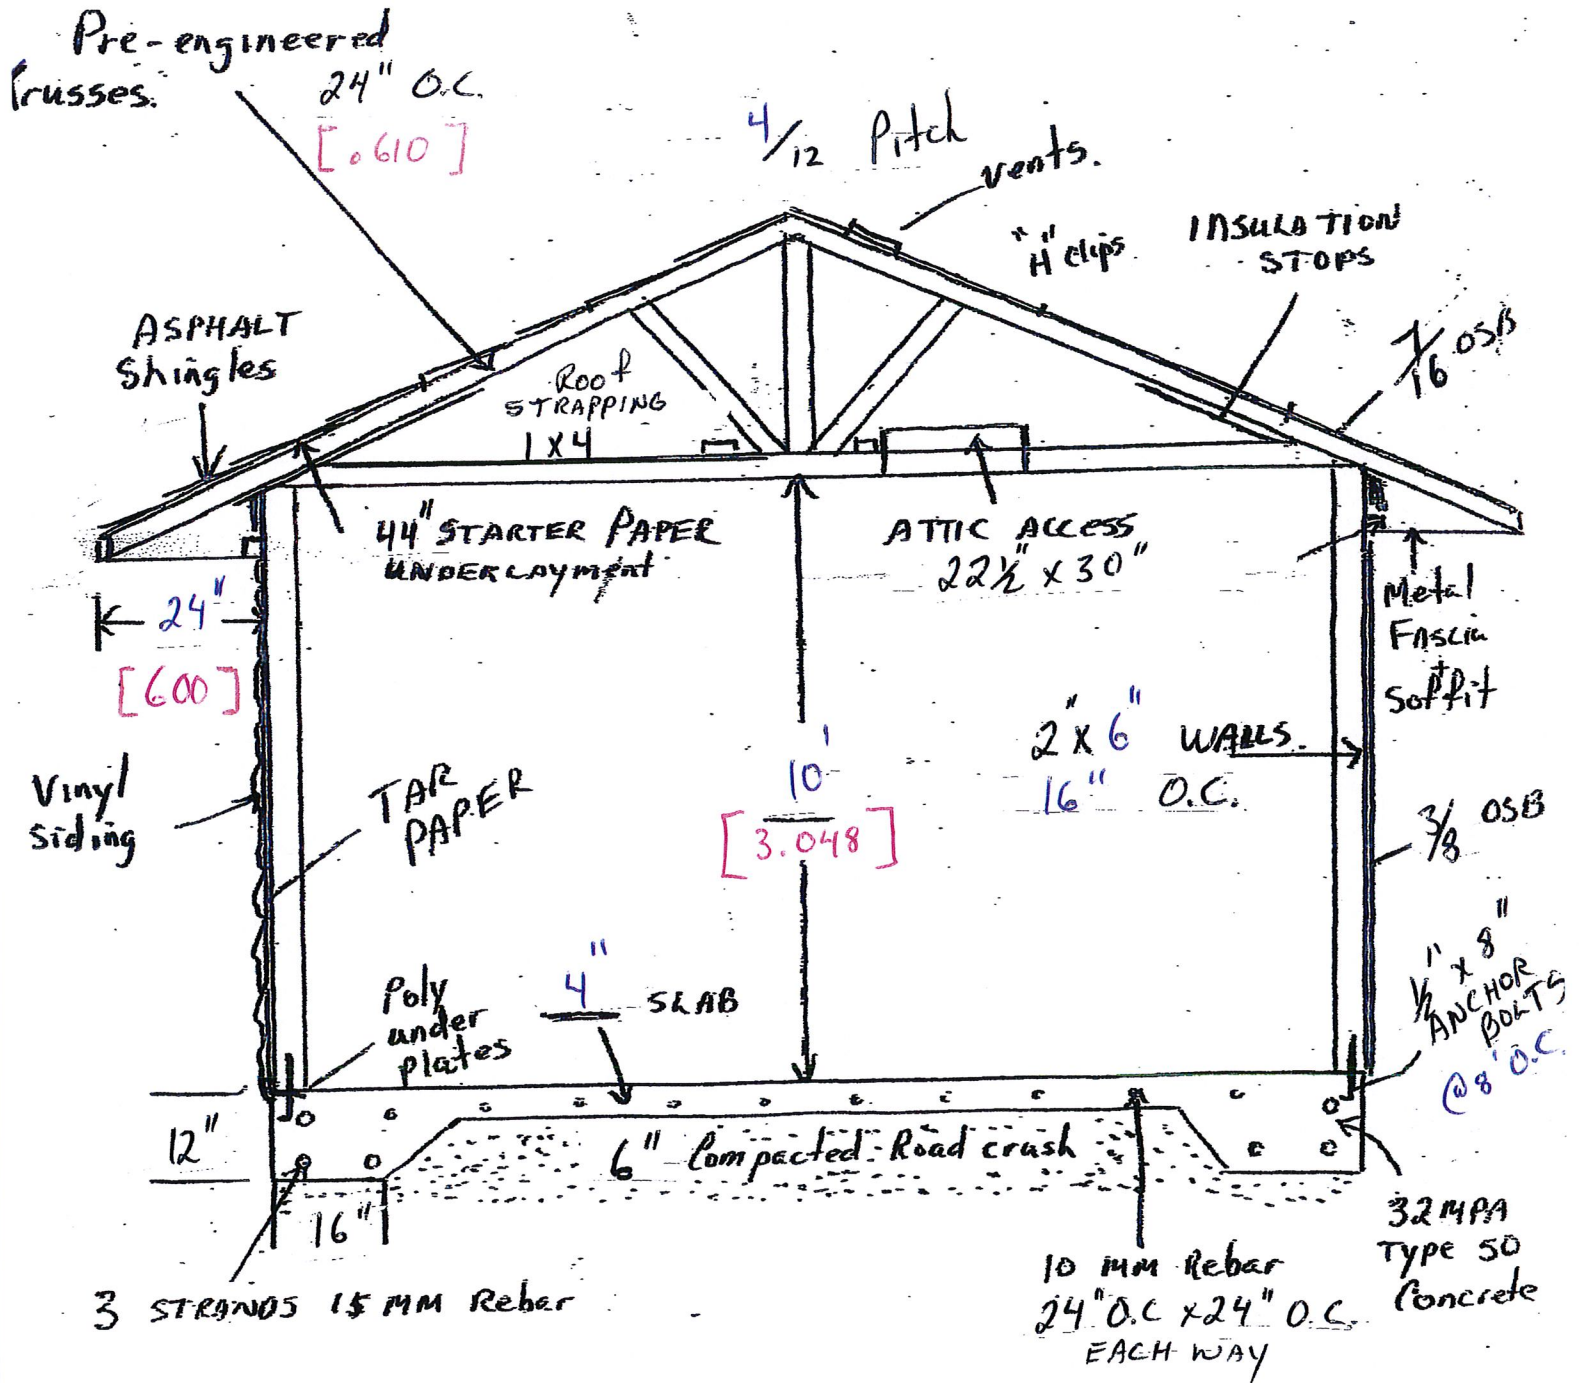 Pre-engineered
Trusses.
24" O.C.
[.610]
4/12 Pitch
vents.
"H" clips
INSULATION
STOPS
7/16 OSB
ASPHALT
Shingles
Roof
STRAPPING
1 X 4
44" STARTER PAPER
UNDERLAYment
ATTIC ACCESS
22½" x 30"
Metal
Fascia
+
Soffit
24"
[600]
2" x 6" WALLS.
16" O.C.
10'
[3.048]
Vinyl
siding
TAR
PAPER
3/8 OSB
½" x 8"
ANCHOR
BOLTS
@ 8' O.C.
Poly
under
plates
4" SLAB
12"
6" Compacted Road crush
16"
3 STRANDS 15 MM Rebar
10 MM Rebar
24" O.C x 24" O.C.
EACH WAY
32 MPA
Type 50
Concrete